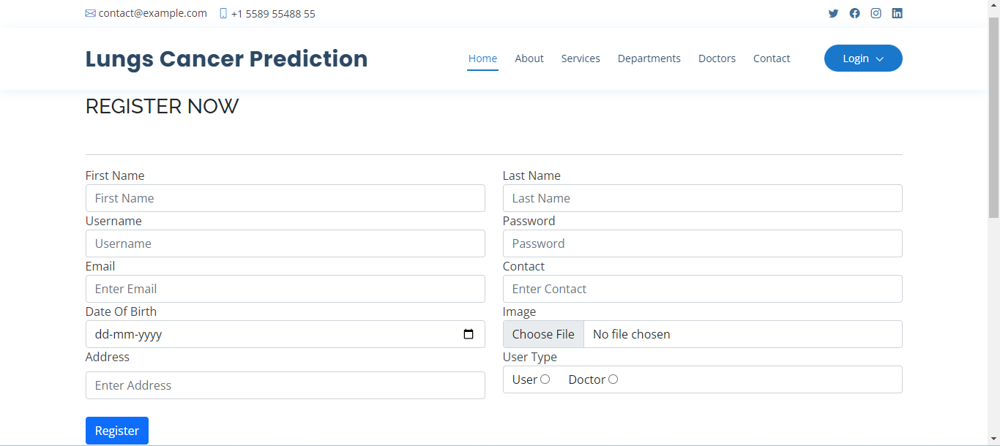 contact@example.com +1 5589 55488 55
Lungs Cancer Prediction Home About Services Departments Doctors Contact Login
REGISTER NOW
First Name Last Name
First Name Last Name
Username Password
Username Password
Email Contact
Enter Email Enter Contact
Date Of Birth Image
dd-mm-yyyy Choose File No file chosen
Address User Type
Enter Address User Doctor
Register